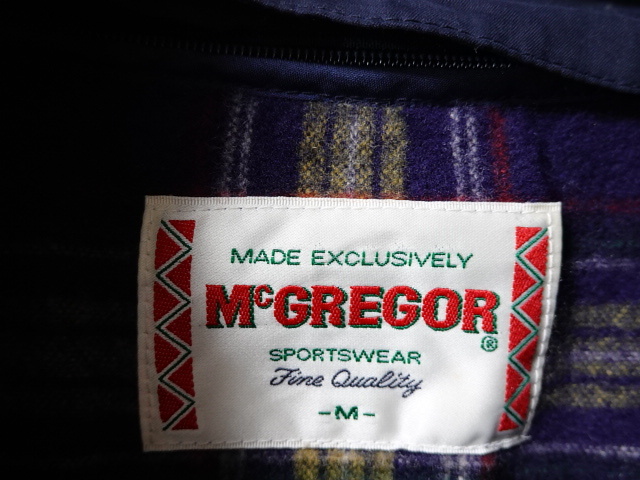 MADE EXCLUSIVELY
McGREGOR
®
SPORTSWEAR
Fine Quality
-M-